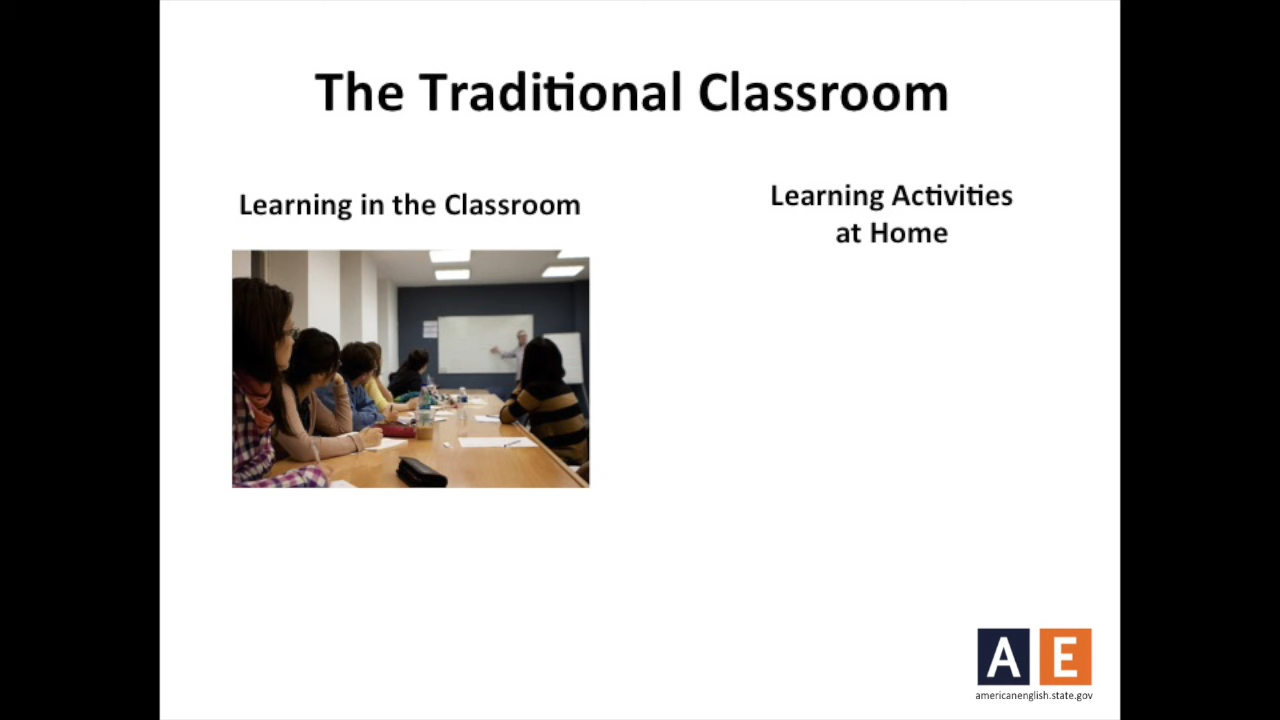 The Traditional Classroom
Learning in the Classroom
Learning Activities
at Home
A E
americanenglish.state.gov